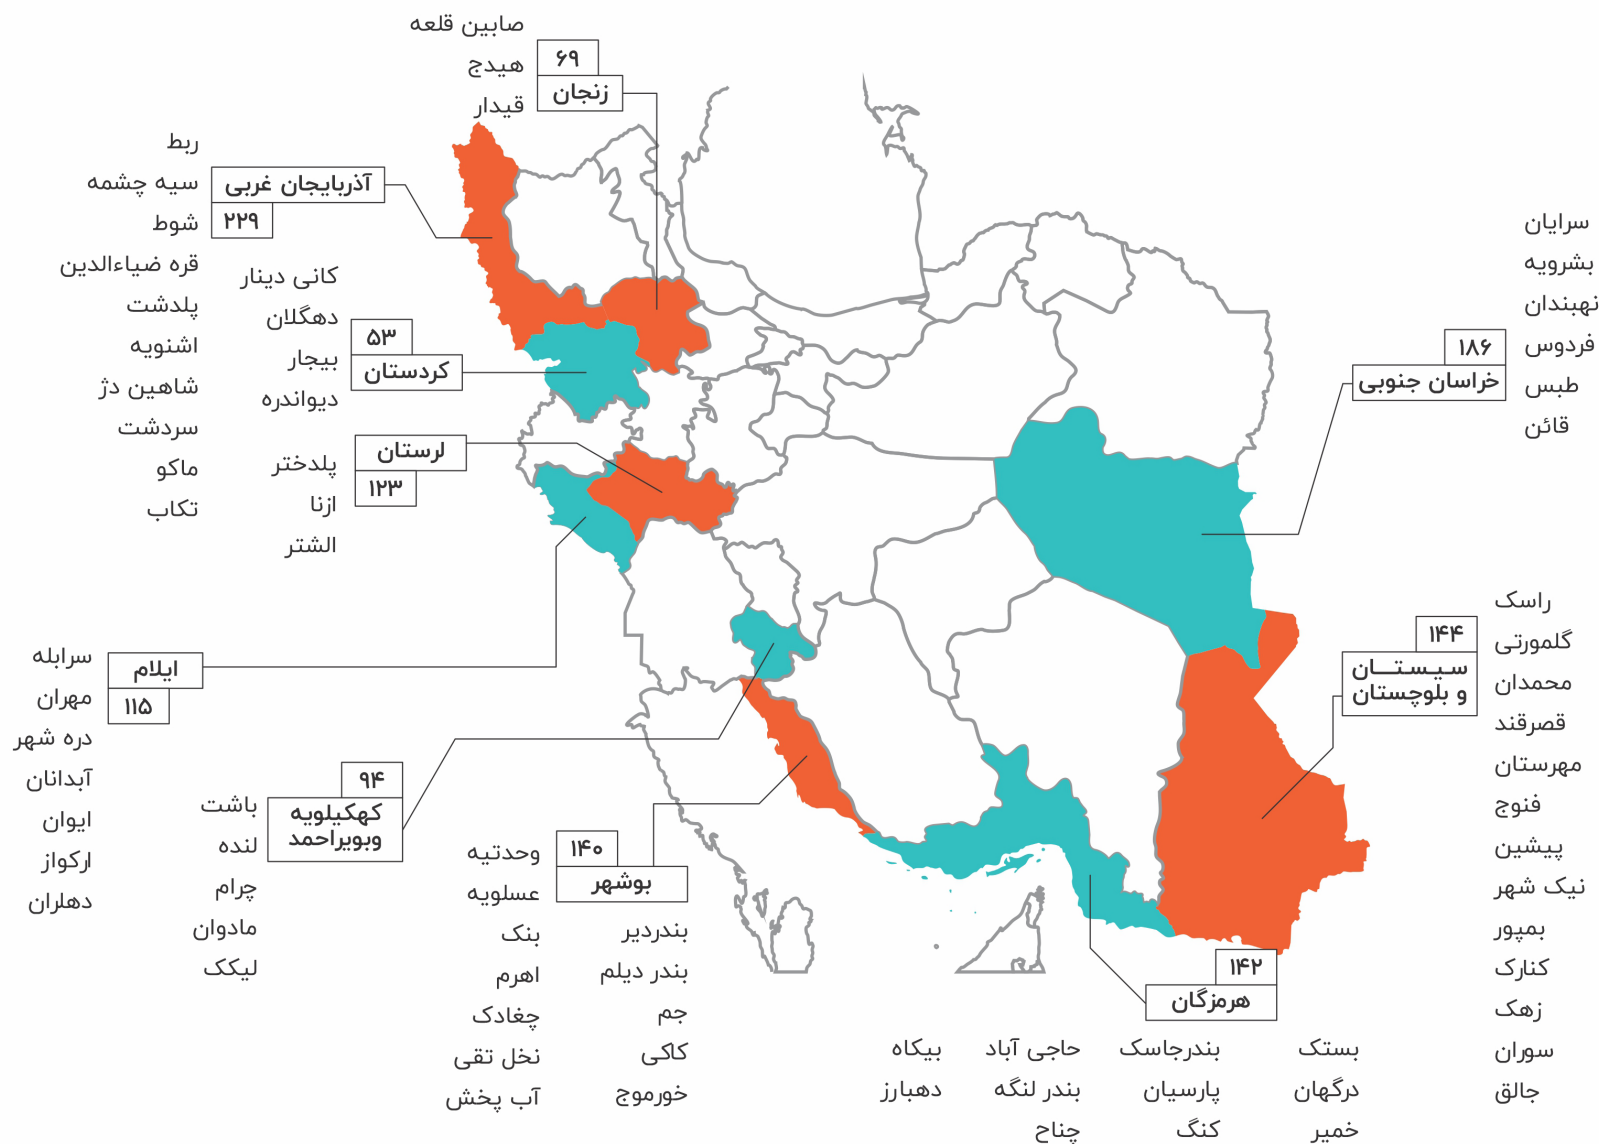 صابین قلعه
هیدج
قیدار
۶۹
زنجان
ربط
سیه چشمه
شوط
قره ضیاءالدین
پلدشت
اشنویه
شاهین دژ
سردشت
ماکو
تکاب
آذربایجان غربی
۲۲۹
کانی دینار
دهگلان
بیجار
دیواندره
۵۳
کردستان
لرستان
۱۲۳
پلدختر
ازنا
الشتر
سرایان
بشرویه
نهبندان
فردوس
طبس
قائن
۱۸۶
خراسان جنوبی
راسک
گلمورتی
محمدان
قصرقند
مهرستان
فنوج
پیشین
نیک شهر
بمپور
کنارک
زهک
سوران
جالق
۱۴۴
سیستان
و بلوچستان
ایلام
۱۱۵
سرابله
مهران
دره شهر
آبدانان
ایوان
ارکواز
دهلران
۹۴
کهکیلویه
وبویراحمد
باشت
لنده
چرام
مادوان
لیکک
۱۴۰
بوشهر
وحدتیه
عسلویه
بنک
اهرم
چغادک
نخل تقی
آب پخش
بندردیر
بندر دیلم
جم
کاکی
خورموج
۱۴۲
هرمزگان
بستک
درگهان
خمیر
بندرجاسک
پارسیان
کنگ
حاجی آباد
بندر لنگه
چناح
بیکاه
دهبارز